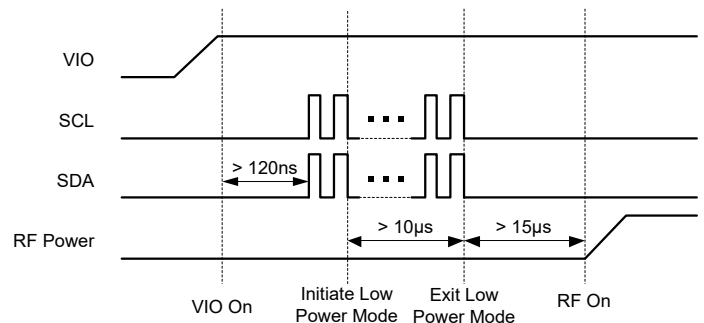 VIO
SCL
> 120ns
SDA
> 10µs
> 15µs
RF Power
VIO On
Initiate Low
Power Mode
Exit Low
Power Mode
RF On